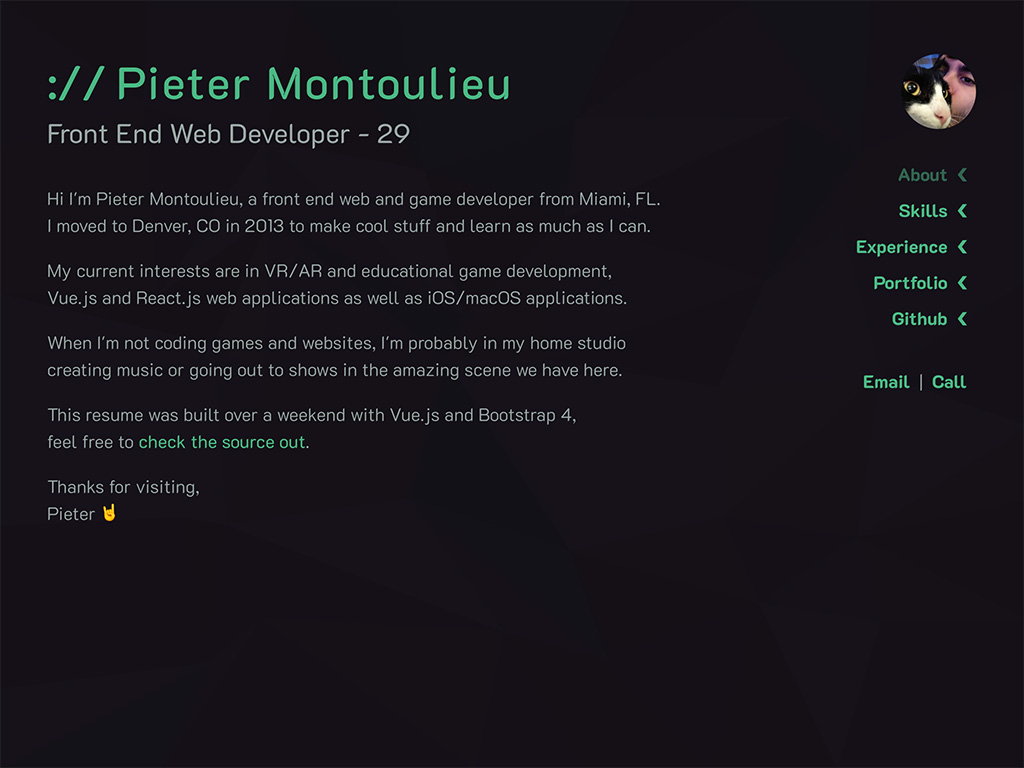 :// Pieter Montoulieu
Front End Web Developer - 29
Hi I'm Pieter Montoulieu, a front end web and game developer from Miami, FL.
I moved to Denver, CO in 2013 to make cool stuff and learn as much as I can.
My current interests are in VR/AR and educational game development,
Vue.js and React.js web applications as well as iOS/macOS applications.
When I'm not coding games and websites, I'm probably in my home studio
creating music or going out to shows in the amazing scene we have here.
This resume was built over a weekend with Vue.js and Bootstrap 4,
feel free to check the source out.
Thanks for visiting,
Pieter 🤘
About
Skills
Experience
Portfolio
Github
Email | Call